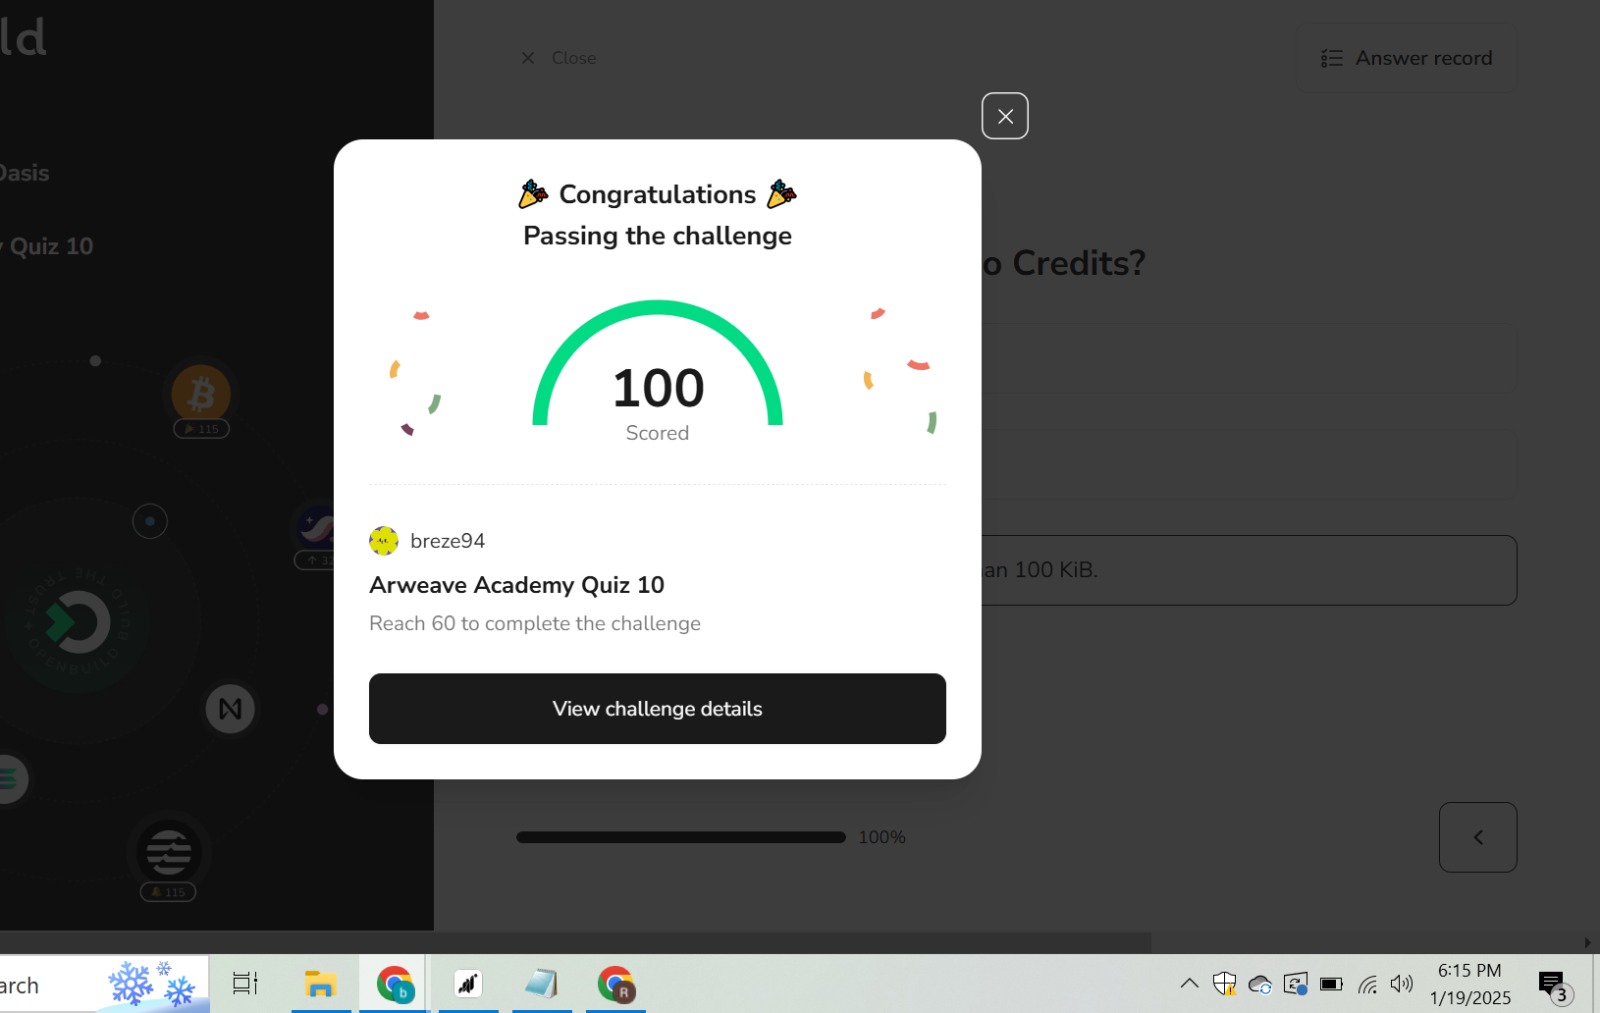 ld
Close
Answer record
Oasis
Quiz 10
Congratulations
Passing the challenge
o Credits?
100
Scored
115
32
breze94
an 100 KiB.
Arweave Academy Quiz 10
Reach 60 to complete the challenge
View challenge details
100%
115
arch
6:15 PM
1/19/2025
3
b
R